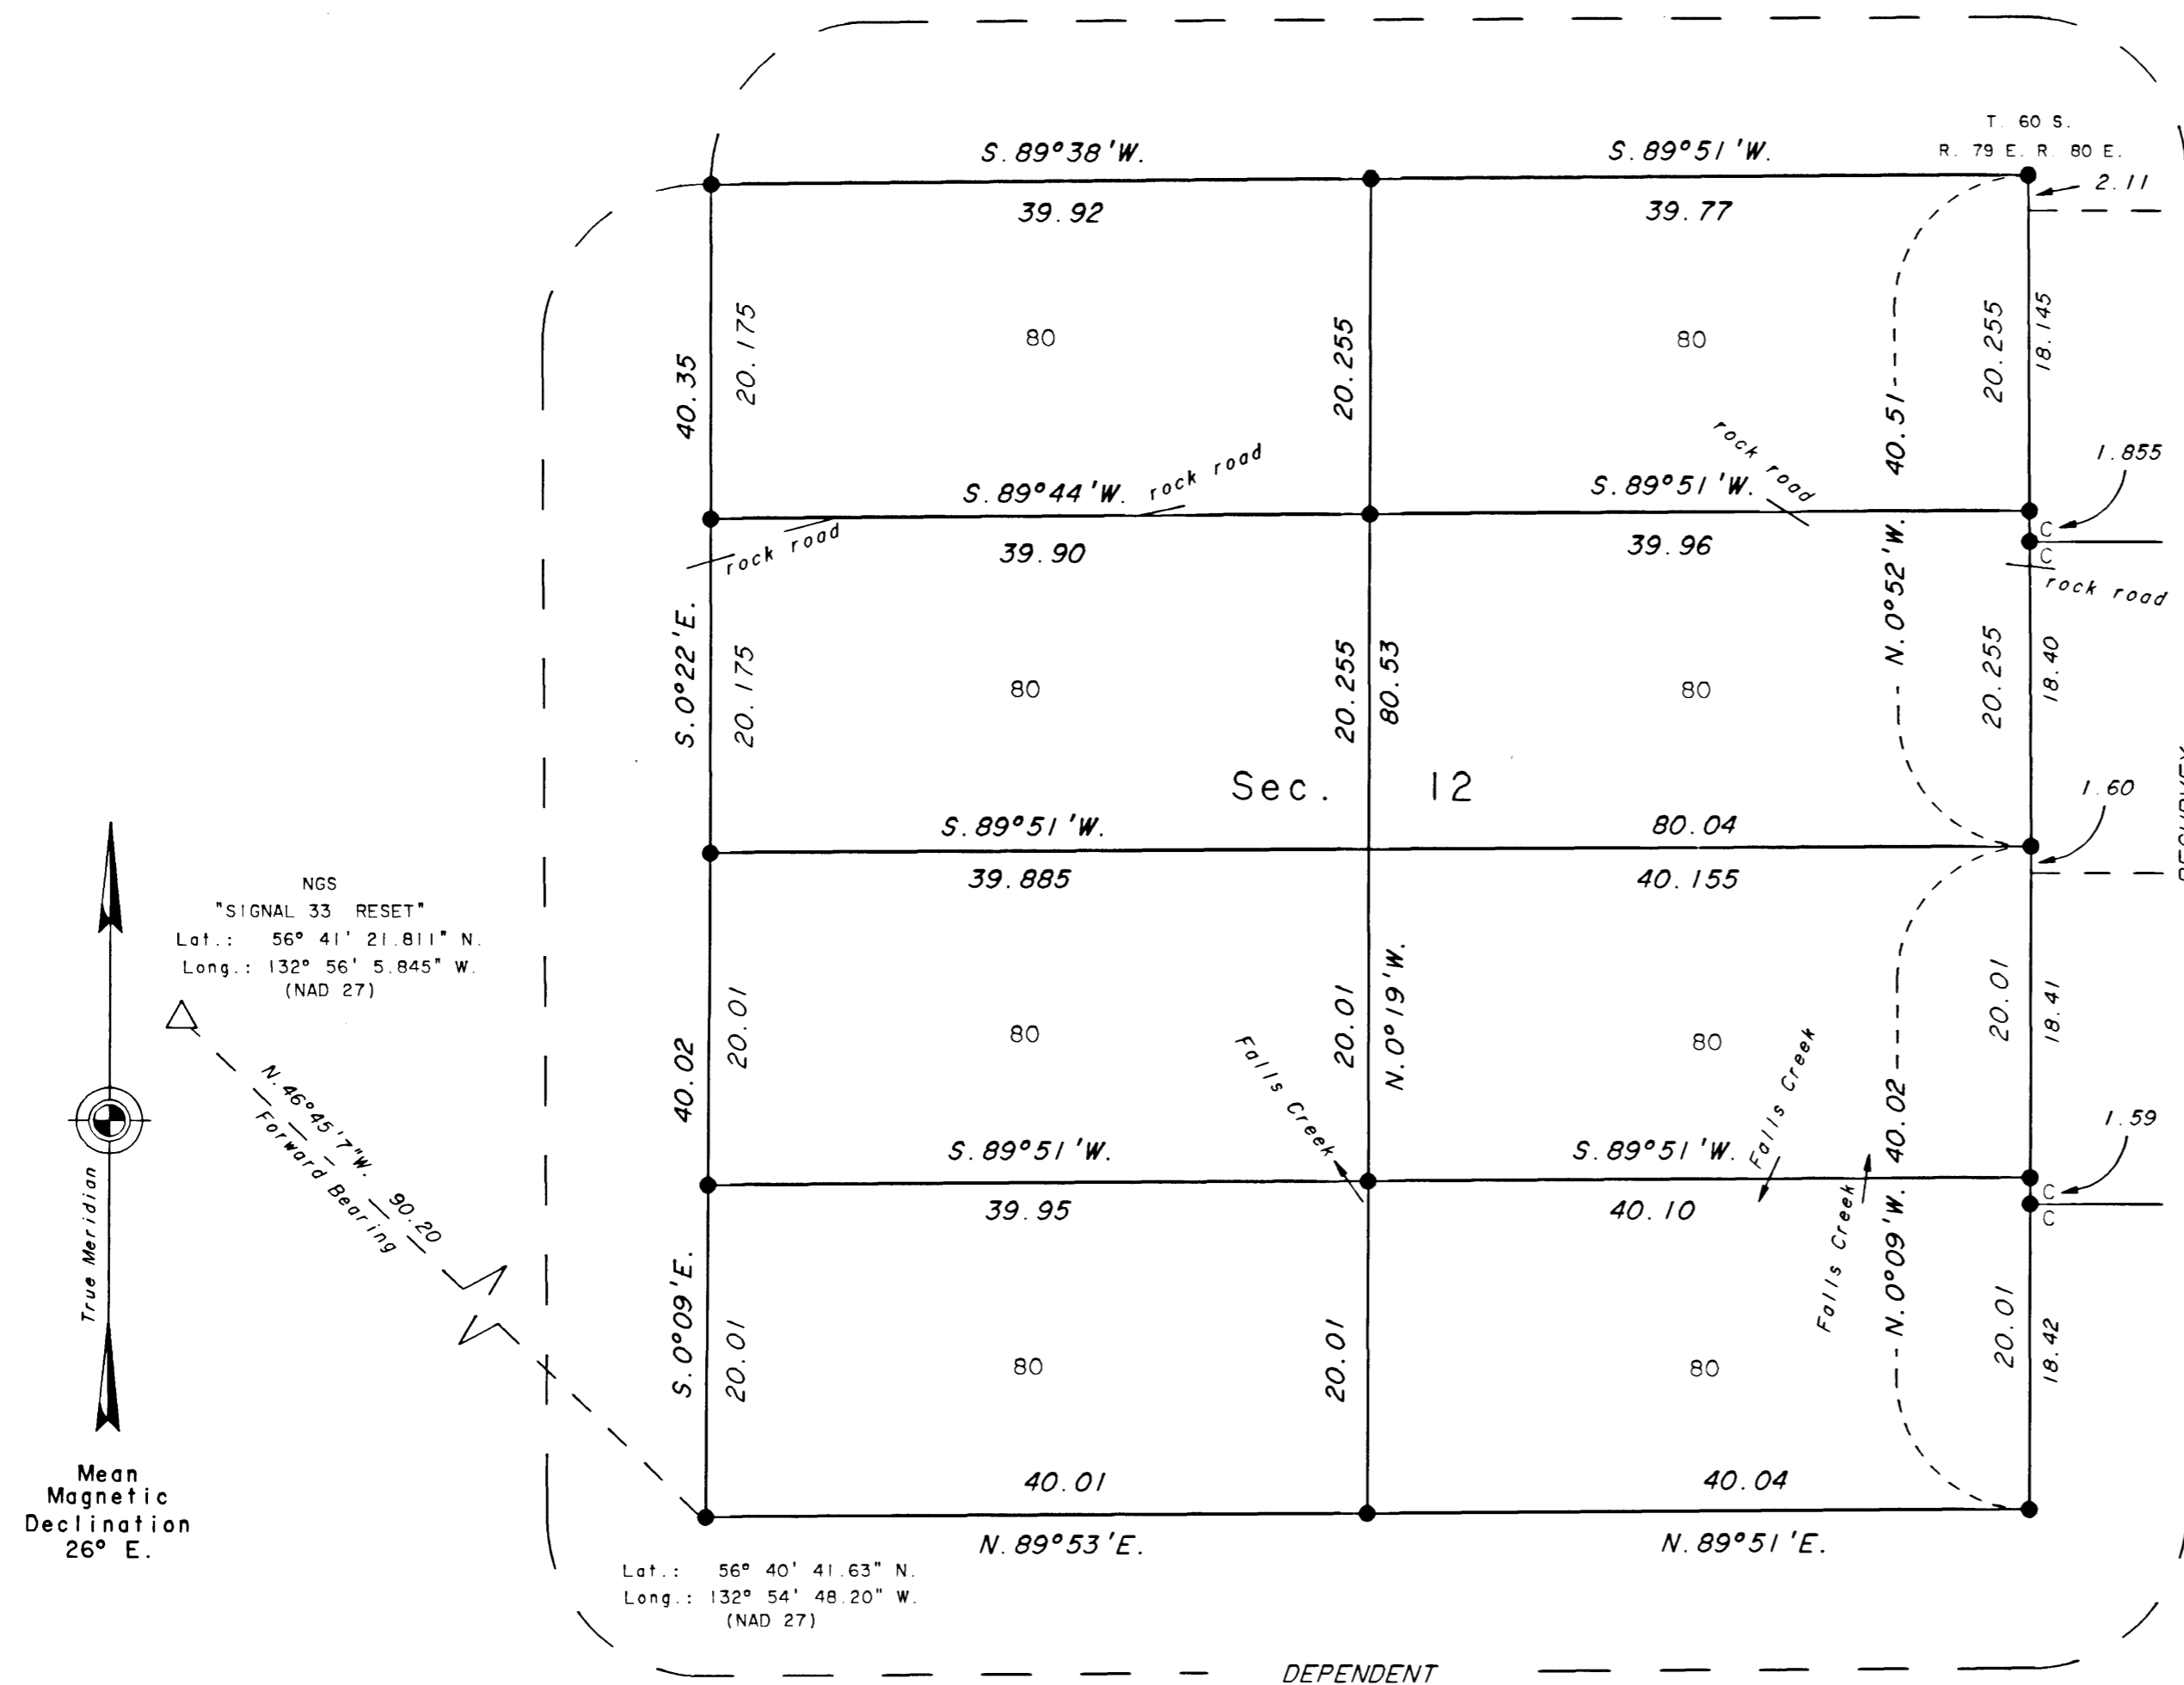 T. 60 S.
R. 79 E. R. 80 E.
2.11
S. 89°38'W.
S. 89°51'W.
39.92
39.77
40.35
20.175
80
20.255
80
40.51
20.255
18.145
rock road
rock road
1.855
S. 89°44'W.
S. 89°51'W.
39.90
39.96
C
C
rock road
rock road
S. 0°22'E.
20.175
80
20.255
80.53
80
N. 0°52'W.
20.255
18.40
Sec. 12
1.60
S. 89°51'W.
80.04
39.885
40.155
NGS
"SIGNAL 33 RESET"
Lat.: 56° 41' 21.811" N.
Long.: 132° 56' 5.845" W.
(NAD 27)
N. 46°45'7"W. 90.20
Forward Bearing
40.02
20.01
80
Falls Creek
20.01
N. 0°19'W.
80
Falls Creek
40.02
20.01
18.41
1.59
S. 89°51'W.
S. 89°51'W.
39.95
40.10
C
C
True Meridian
S. 0°09'E.
20.01
80
20.01
80
Falls Creek
N. 0°09'W.
20.01
18.42
40.01
40.04
N. 89°53'E.
N. 89°51'E.
Mean
Magnetic
Declination
26° E.
Lat.: 56° 40' 41.63" N.
Long.: 132° 54' 48.20" W.
(NAD 27)
DEPENDENT